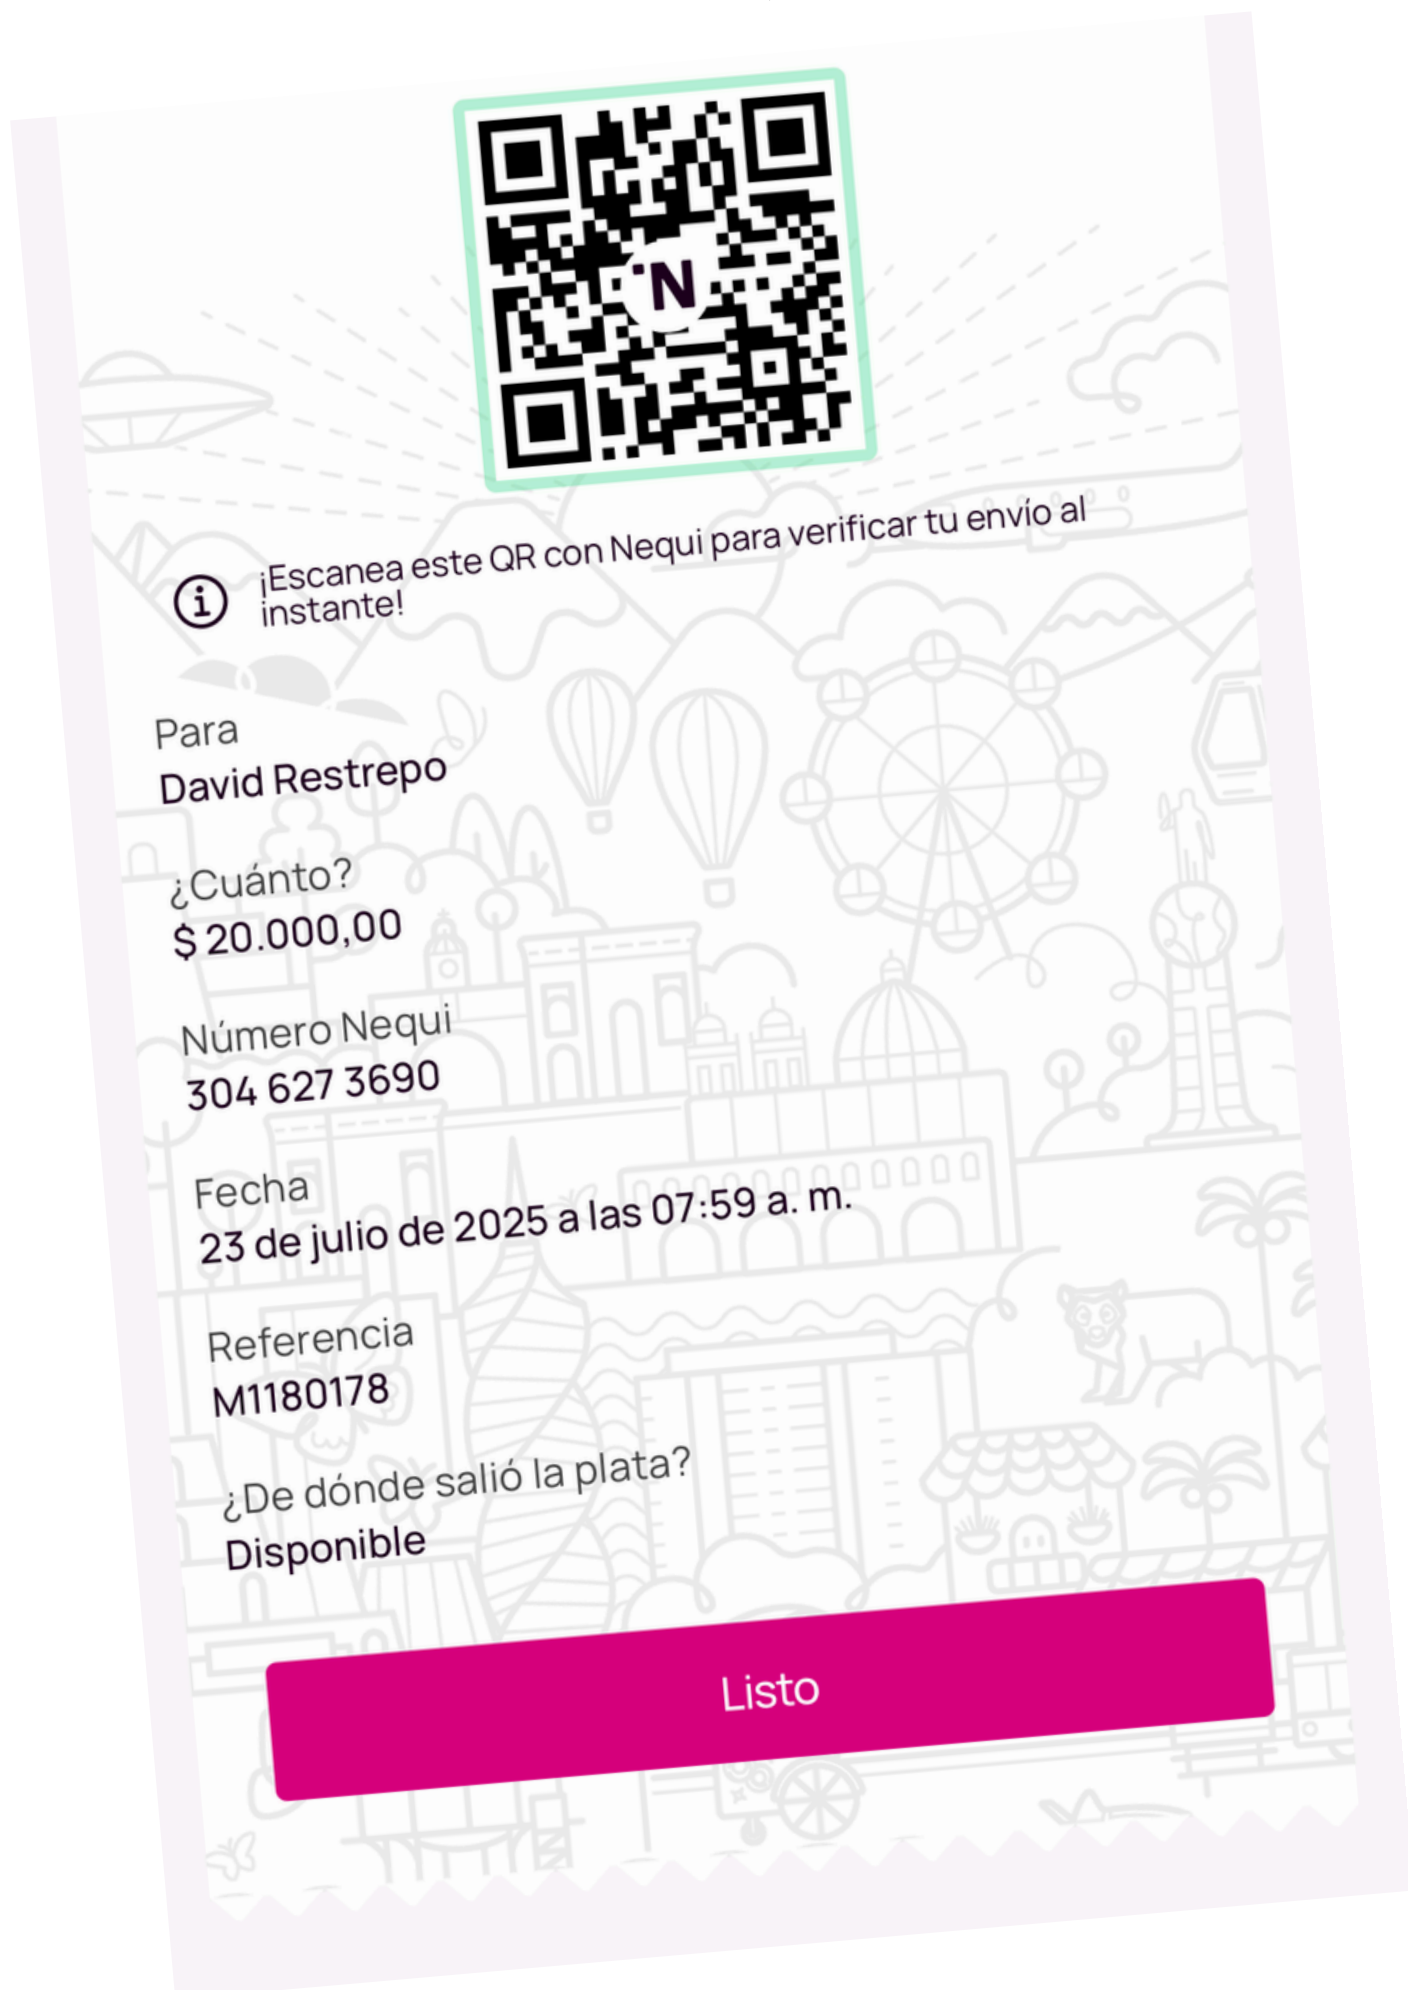 N
¡Escanea este QR con Nequi para verificar tu envío al
instante!
Para
David Restrepo
¿Cuánto?
$ 20.000,00
Número Nequi
304 627 3690
Fecha
23 de julio de 2025 a las 07:59 a. m.
Referencia
M1180178
¿De dónde salió la plata?
Disponible
Listo